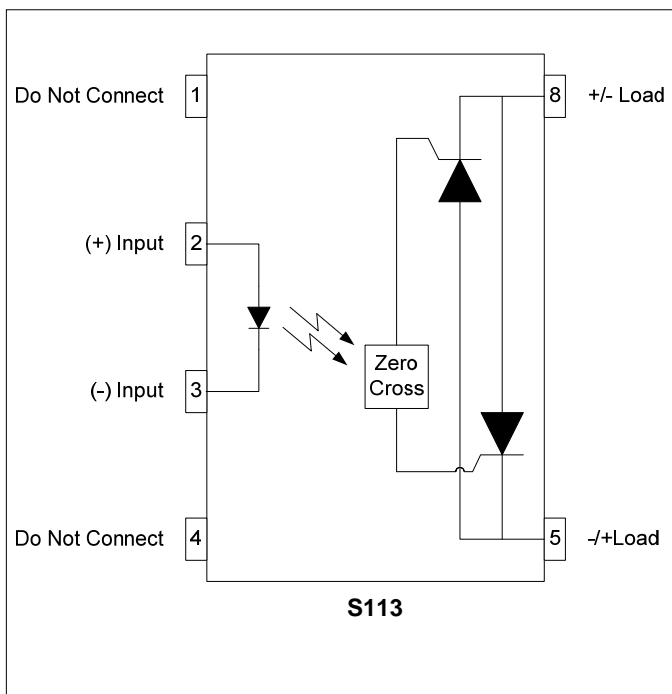 Do Not Connect 1
8 +/- Load
(+) Input 2
Zero
Cross
(-) Input 3
Do Not Connect 4
5 -/+Load
S113